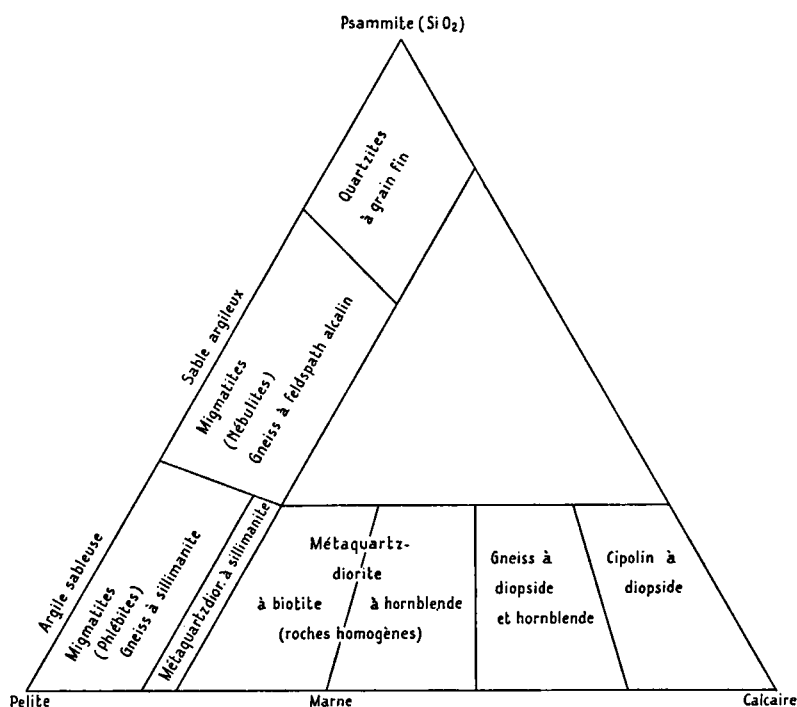 Psammite (SiO₂)
Quartzites
à grain fin
Sable argileux
Migmatites
(Nébulites)
Gneiss à feldspath alcalin
Argile sableuse
Migmatites
(Phlébites)
Gneiss à sillimanite
Métaquartzdior. à sillimanite
Métaquartz-
diorite
à biotite
à hornblende
(roches homogènes)
Gneiss à
diopside
et hornblende
Cipolin à
diopside
Pelite
Marne
Calcaire